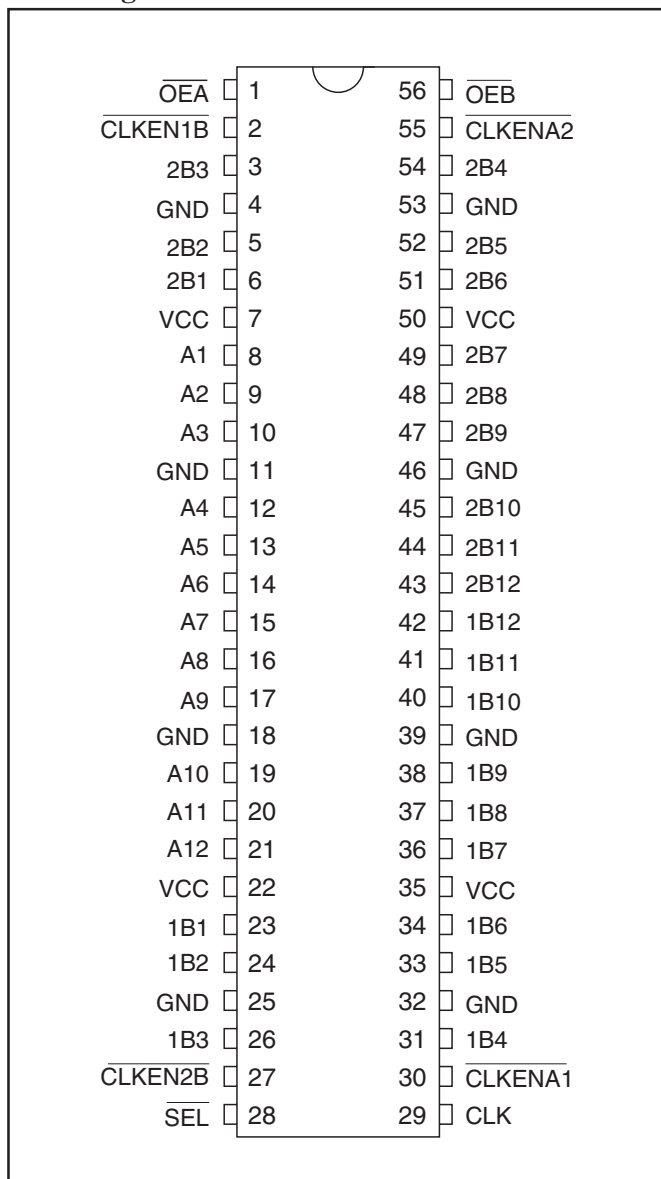 OEA 1 56 OEB
CLKEN1B 2 55 CLKENA2
2B3 3 54 2B4
GND 4 53 GND
2B2 5 52 2B5
2B1 6 51 2B6
VCC 7 50 VCC
A1 8 49 2B7
A2 9 48 2B8
A3 10 47 2B9
GND 11 46 GND
A4 12 45 2B10
A5 13 44 2B11
A6 14 43 2B12
A7 15 42 1B12
A8 16 41 1B11
A9 17 40 1B10
GND 18 39 GND
A10 19 38 1B9
A11 20 37 1B8
A12 21 36 1B7
VCC 22 35 VCC
1B1 23 34 1B6
1B2 24 33 1B5
GND 25 32 GND
1B3 26 31 1B4
CLKEN2B 27 30 CLKENA1
SEL 28 29 CLK